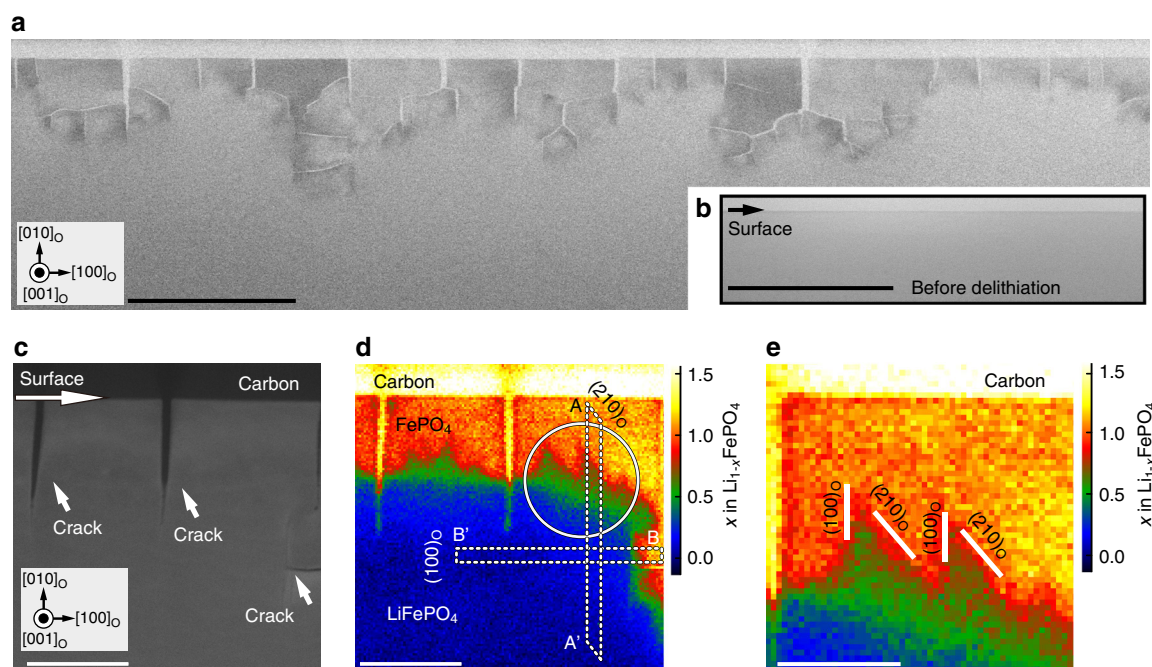 a
[010]O
[100]O
[001]O
b
Surface
Before delithiation
c
Surface
Carbon
Crack
Crack
Crack
[010]O
[100]O
[001]O
d
Carbon
A
(210)O
FePO4
B'
B
(100)O
LiFePO4
A'
1.5
1.0
0.5
0.0
x in Li1-xFePO4
e
Carbon
(100)O
(210)O
(100)O
(210)O
1.5
1.0
0.5
0.0
x in Li1-xFePO4